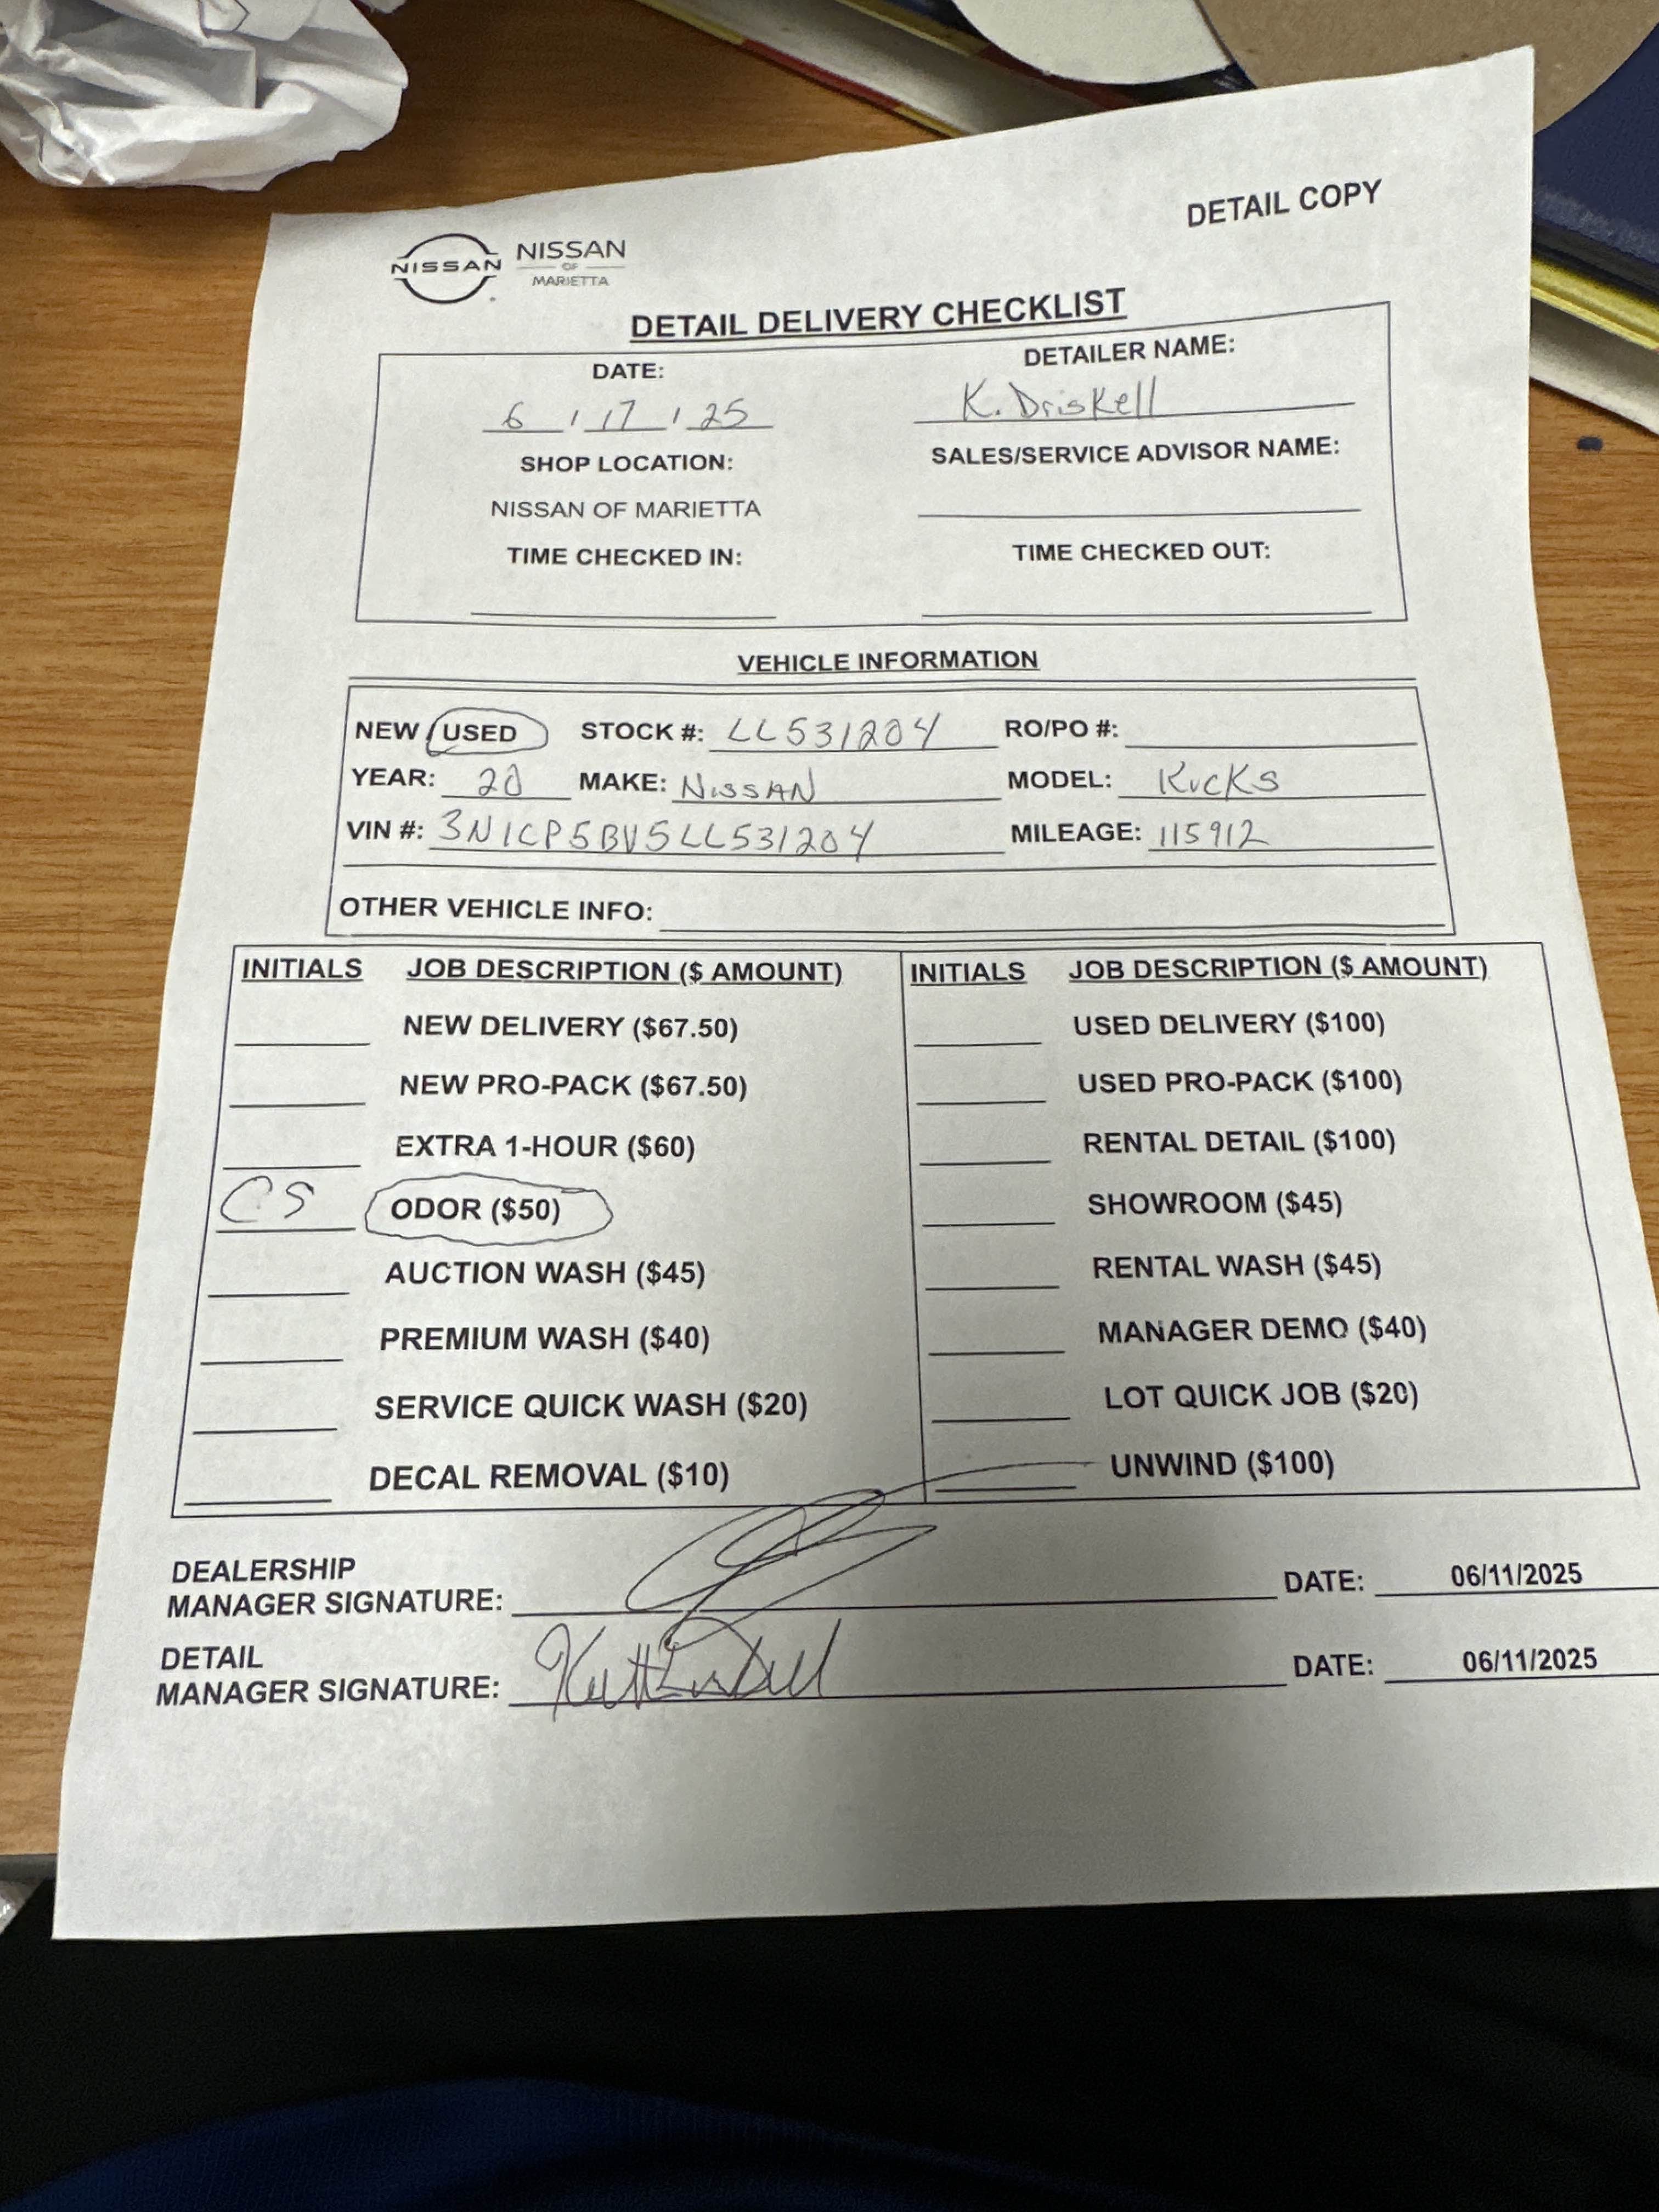 DETAIL COPY
NISSAN NISSAN
OF
MARIETTA
DETAIL DELIVERY CHECKLIST
DATE: DETAILER NAME:
6 / 17 / 25 K. Driskell
SHOP LOCATION: SALES/SERVICE ADVISOR NAME:
NISSAN OF MARIETTA
TIME CHECKED IN: TIME CHECKED OUT:
VEHICLE INFORMATION
NEW / USED STOCK #: LL531204 RO/PO #:
YEAR: 20 MAKE: NISSAN MODEL: KicKS
VIN #: 3N1CP5BV5LL531204 MILEAGE: 115912
OTHER VEHICLE INFO:
INITIALS JOB DESCRIPTION ($ AMOUNT) INITIALS JOB DESCRIPTION ($ AMOUNT)
NEW DELIVERY ($67.50) USED DELIVERY ($100)
NEW PRO-PACK ($67.50) USED PRO-PACK ($100)
EXTRA 1-HOUR ($60) RENTAL DETAIL ($100)
CS ODOR ($50) SHOWROOM ($45)
AUCTION WASH ($45) RENTAL WASH ($45)
PREMIUM WASH ($40) MANAGER DEMO ($40)
SERVICE QUICK WASH ($20) LOT QUICK JOB ($20)
DECAL REMOVAL ($10) UNWIND ($100)
DEALERSHIP
MANAGER SIGNATURE: DATE: 06/11/2025
DETAIL
MANAGER SIGNATURE: DATE: 06/11/2025